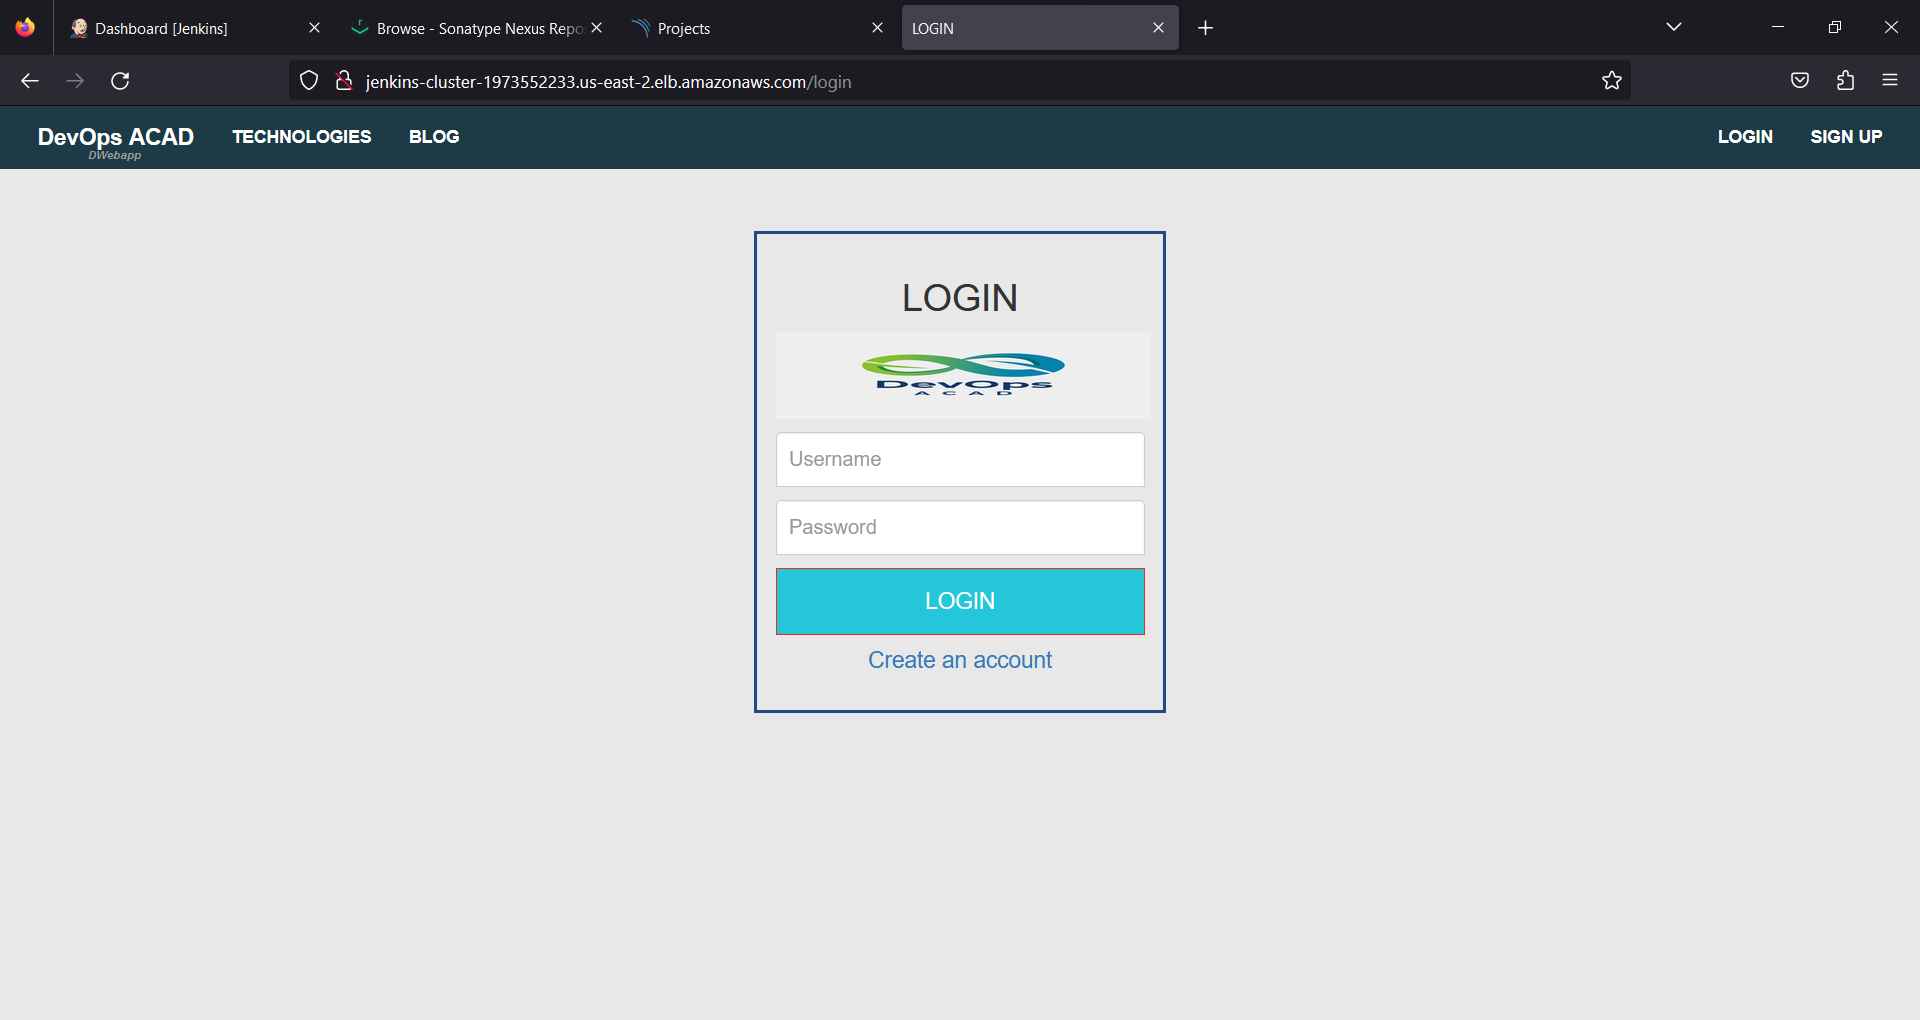 Dashboard [Jenkins]
Browse - Sonatype Nexus Repo
Projects
LOGIN
jenkins-cluster-1973552233.us-east-2.elb.amazonaws.com/login
DevOps ACAD
DWebapp
TECHNOLOGIES
BLOG
LOGIN
SIGN UP
LOGIN
DevOps
ACAD
Username
Password
LOGIN
Create an account